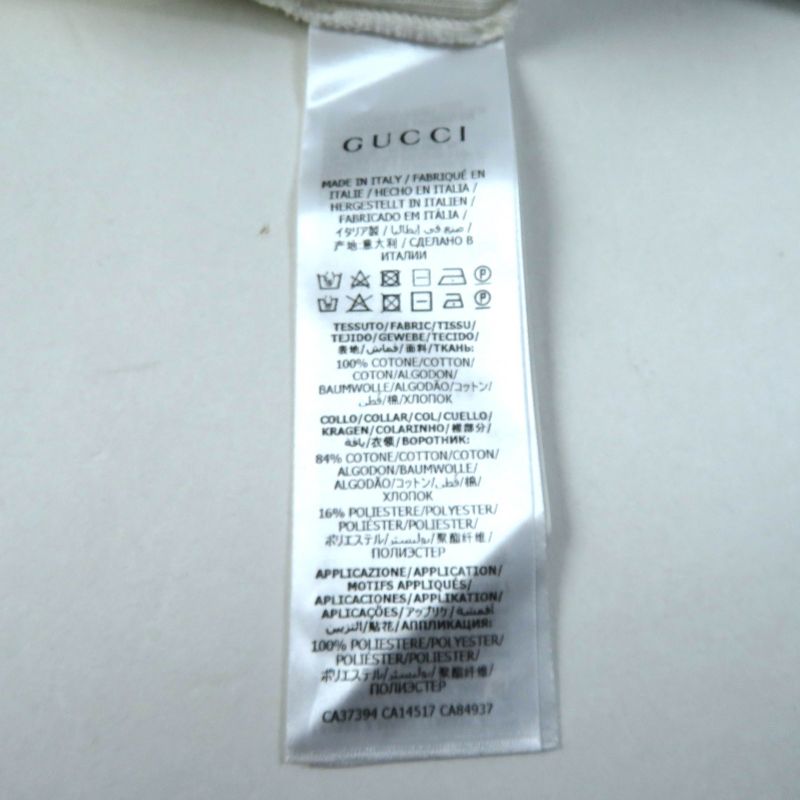 GUCCI
MADE IN ITALY / FABRIQUÉ EN
ITALIE / HECHO EN ITALIA /
HERGESTELLT IN ITALIEN /
FABRICADO EM ITÁLIA /
イタリア製 / صنع في إيطاليا /
产地:意大利 / СДЕЛАНО В
ИТАЛИИ
TESSUTO/FABRIC/TISSU/
TEJIDO/GEWEBE/TECIDO/
表地/قماش/面料/ТКАНЬ:
100% COTONE/COTTON/
COTON/ALGODON/
BAUMWOLLE/ALGODÃO/コットン/
قطن/棉/ХЛОПОК
COLLO/COLLAR/COL/CUELLO/
KRAGEN/COLARINHO/襟部分/
ياقة/衣领/ВОРОТНИК:
84% COTONE/COTTON/COTON/
ALGODON/BAUMWOLLE/
ALGODÃO/コットン/قطن/棉/
ХЛОПОК
16% POLIESTERE/POLYESTER/
POLIÉSTER/POLIESTER/
ポリエステル/بوليستر/聚酯纤维/
ПОЛИЭСТЕР
APPLICAZIONE/APPLICATION/
MOTIFS APPLIQUÉS/
APLICACIONES/APPLIKATION/
APLICAÇÕES/アップリケ/أقمشة
التزيين/贴花/АППЛИКАЦИЯ:
100% POLIESTERE/POLYESTER/
POLIÉSTER/POLIESTER/
ポリエステル/بوليستر/聚酯纤维/
ПОЛИЭСТЕР
CA37394 CA14517 CA84937